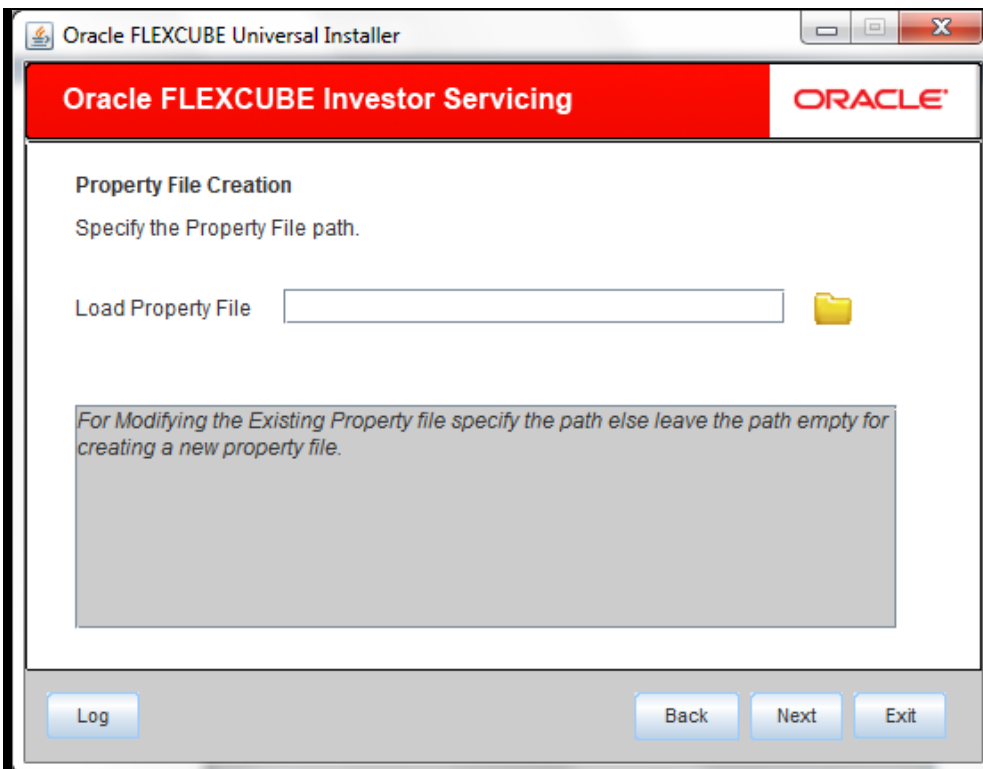 Oracle FLEXCUBE Universal Installer
Oracle FLEXCUBE Investor Servicing
ORACLE
Property File Creation
Specify the Property File path.
Load Property File
For Modifying the Existing Property file specify the path else leave the path empty for
creating a new property file.
Log
Back
Next
Exit